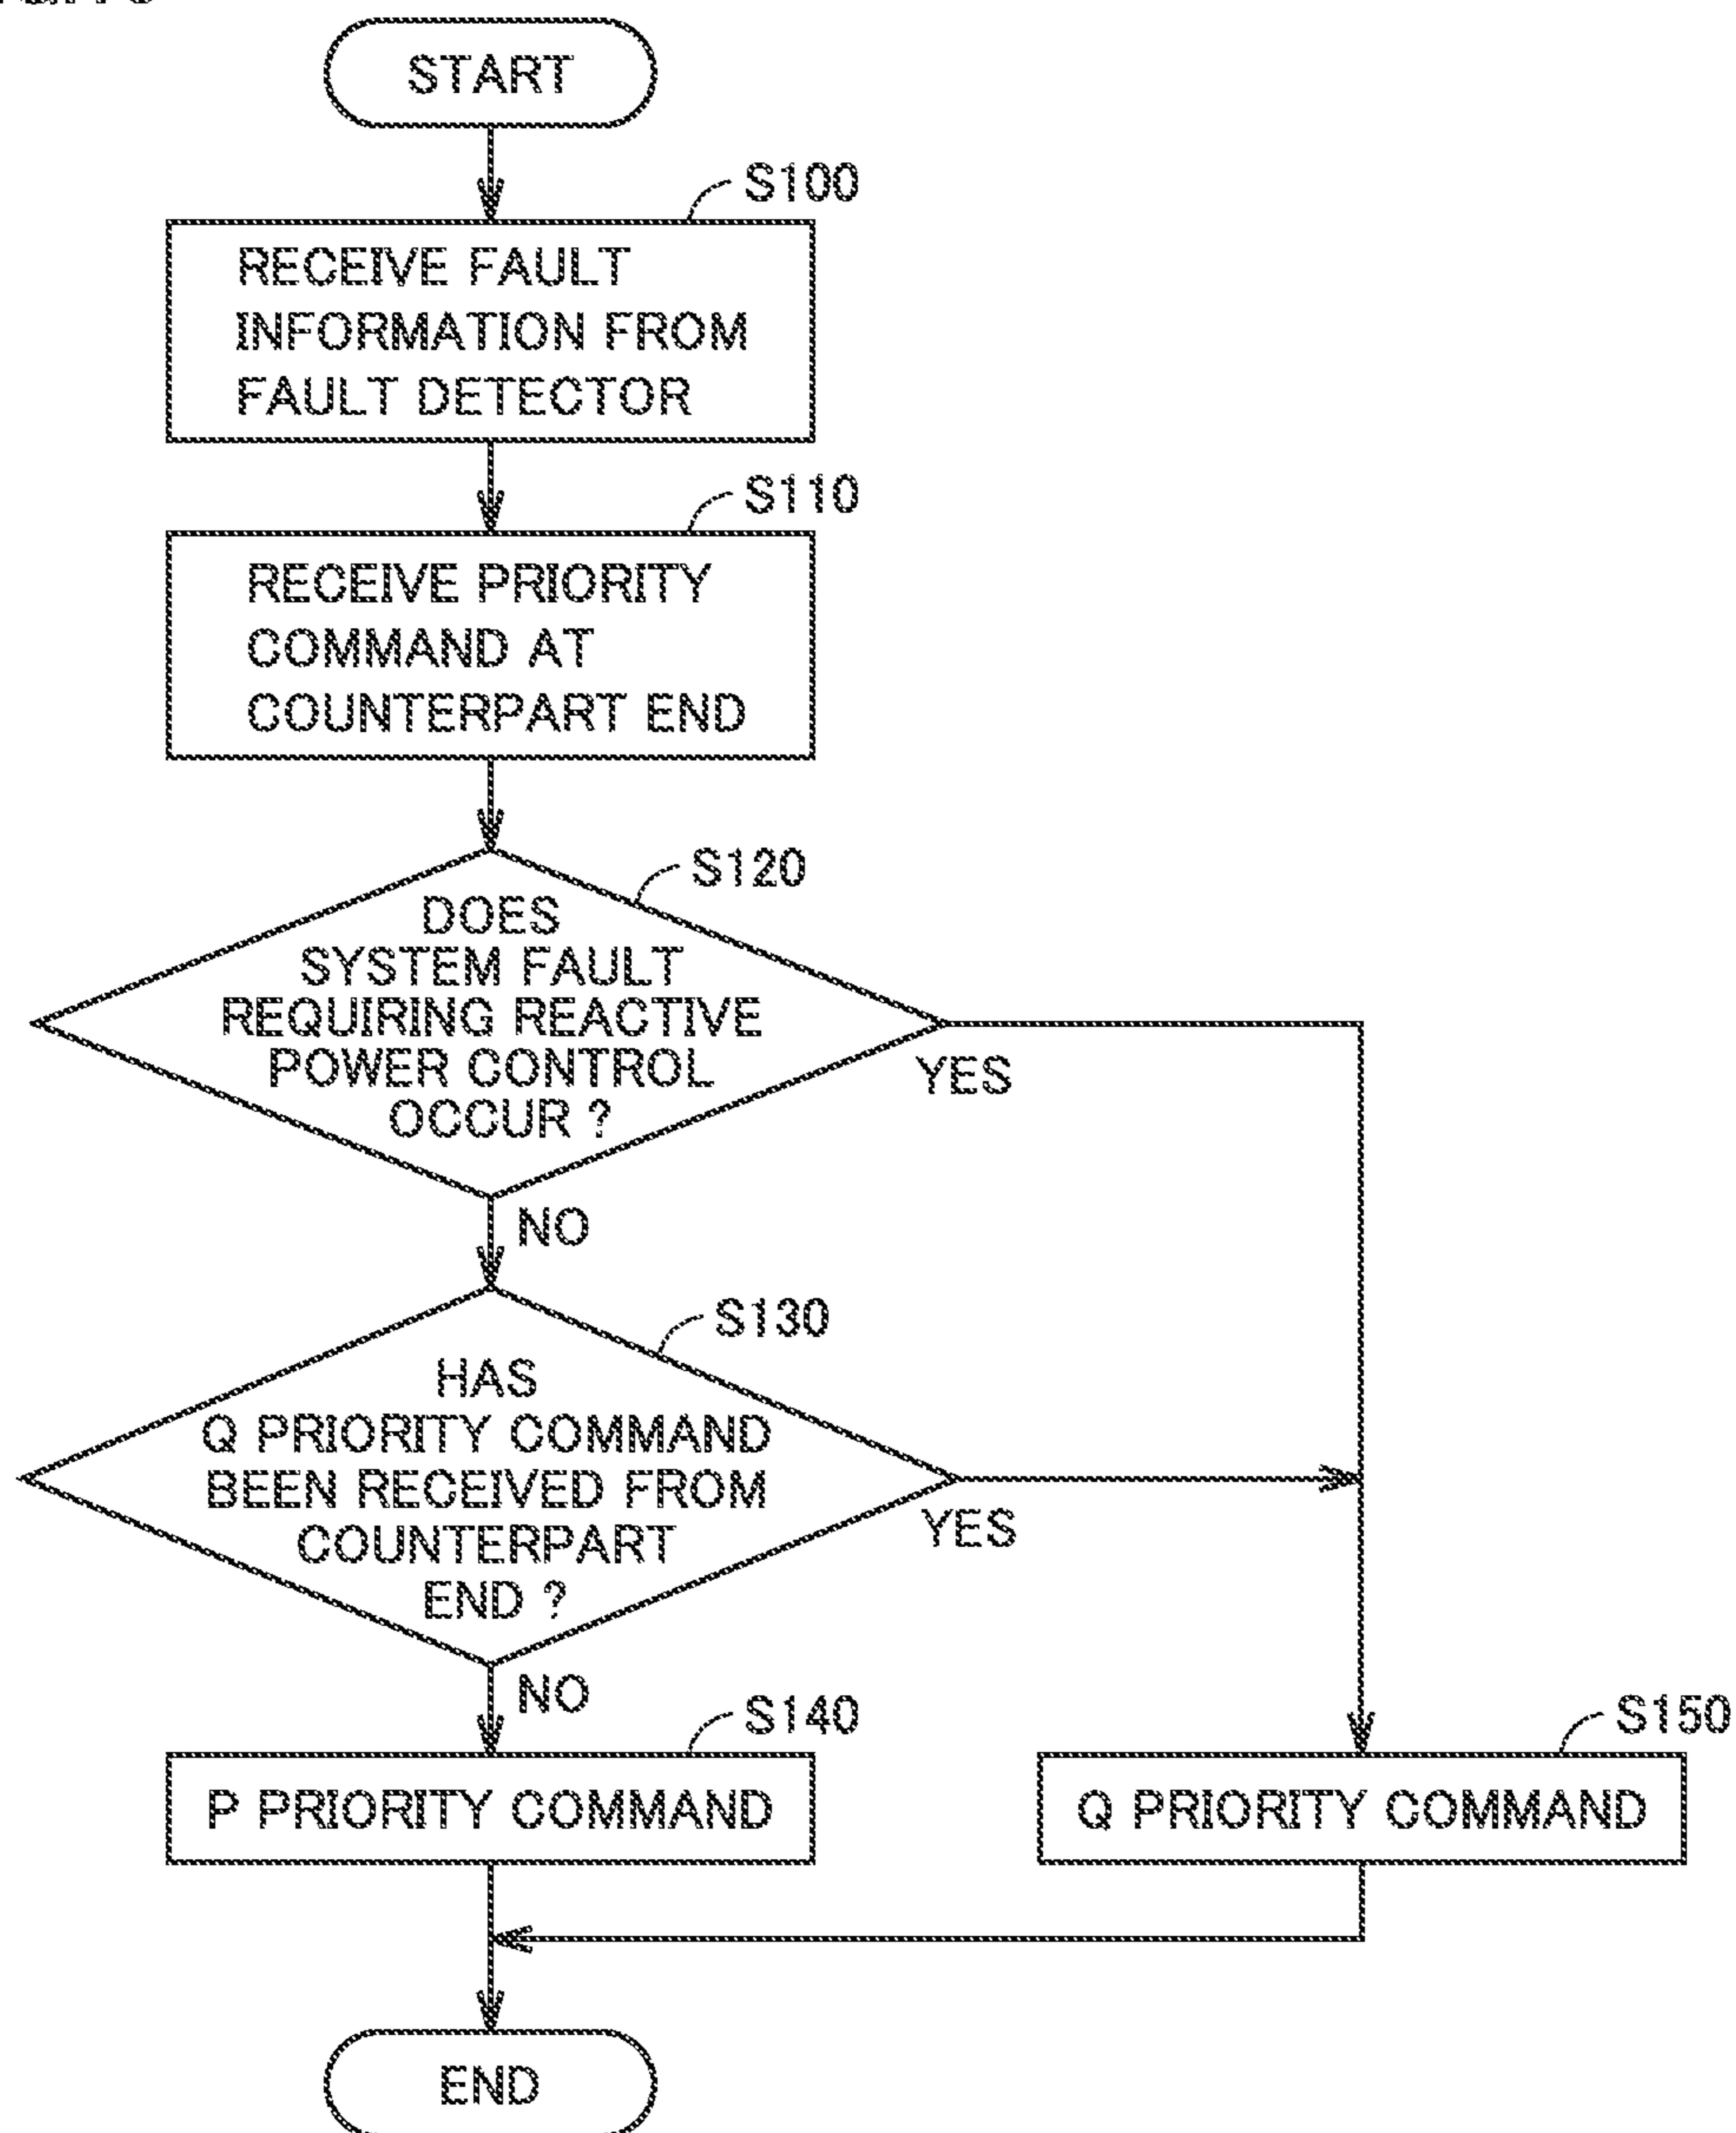 START
S100
RECEIVE FAULT
INFORMATION FROM
FAULT DETECTOR
S110
RECEIVE PRIORITY
COMMAND AT
COUNTERPART END
S120
DOES
SYSTEM FAULT
REQUIRING REACTIVE
POWER CONTROL
OCCUR ?
YES
NO
S130
HAS
Q PRIORITY COMMAND
BEEN RECEIVED FROM
COUNTERPART
END ?
YES
NO
S140
P PRIORITY COMMAND
S150
Q PRIORITY COMMAND
END